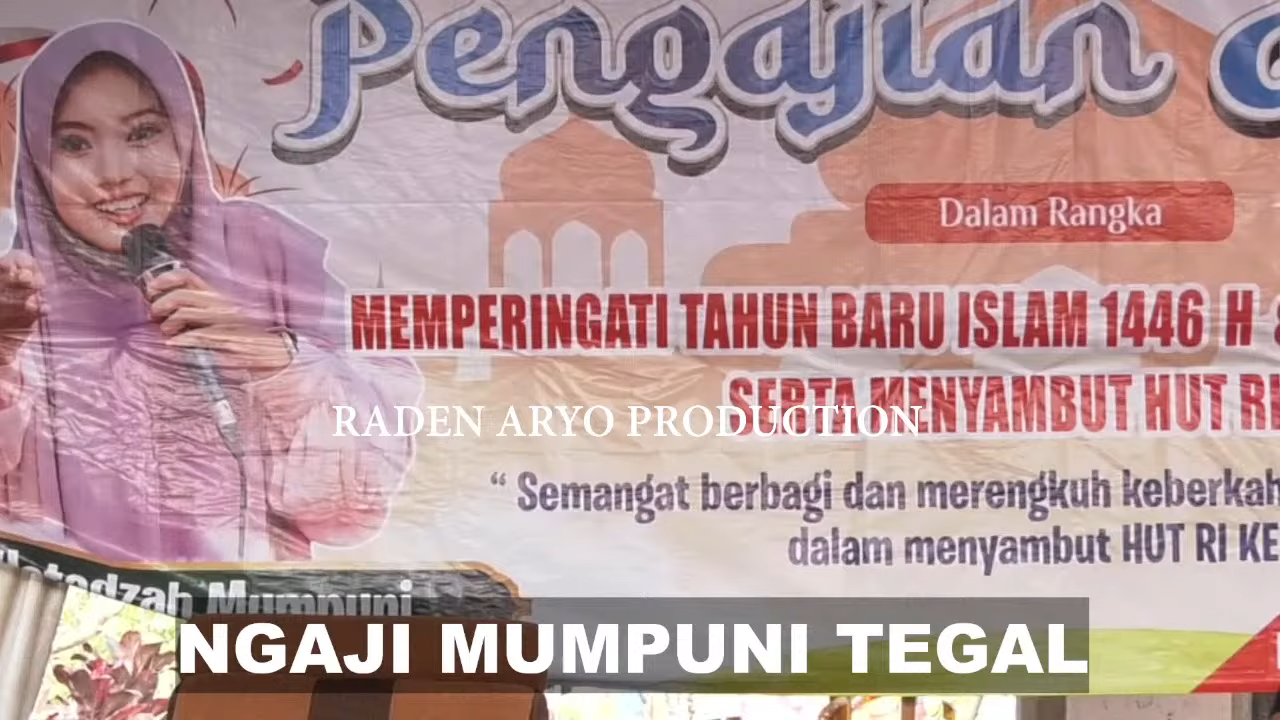 Pengajian
Dalam Rangka
MEMPERINGATI TAHUN BARU ISLAM 1446 H
SERTA MENYAMBUT HUT RI
RADEN ARYO PRODUCTION
“ Semangat berbagi dan merengkuh keberkah
dalam menyambut HUT RI KE
Ustadzah Mumpuni
NGAJI MUMPUNI TEGAL